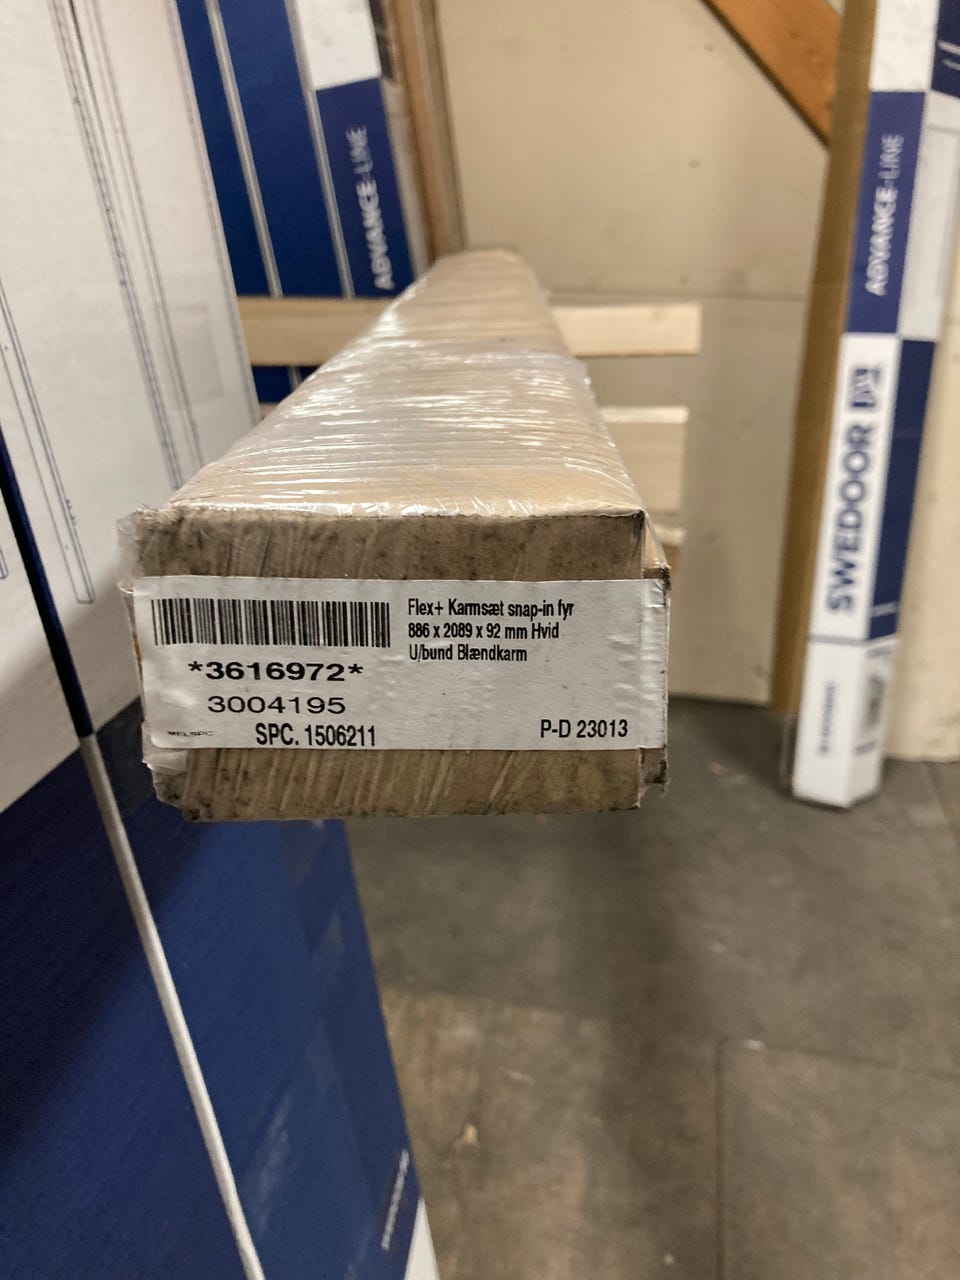 ADVANCE-LINE
ADVANCE-LINE
SWEDOOR
Flex+ Karmsæt snap-in fyr
886 x 2089 x 92 mm Hvid
U/bund Blændkarm
*3616972*
3004195
MELSPC
SPC. 1506211
P-D 23013